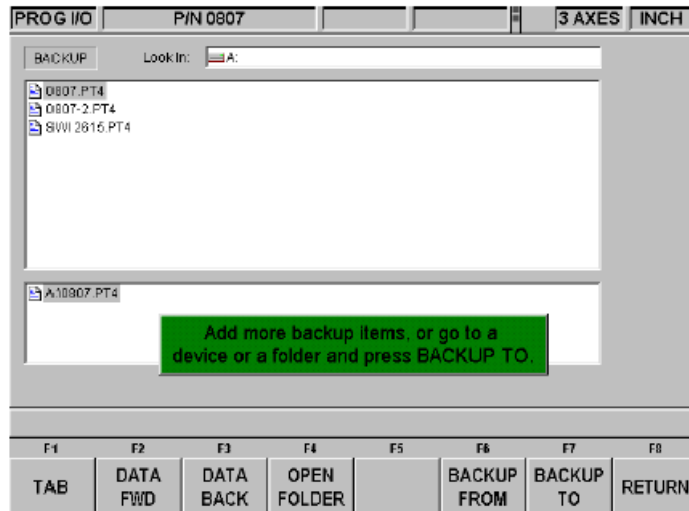 PROG I/O P/N 0807 3 AXES INCH
BACKUP Look In: A:
0807.PT4
0807-2.PT4
SWI 2615.PT4
A:\0807.PT4
Add more backup items, or go to a
device or a folder and press BACKUP TO.
F1 F2 F3 F4 F5 F6 F7 F8
TAB DATA FWD DATA BACK OPEN FOLDER BACKUP FROM BACKUP TO RETURN